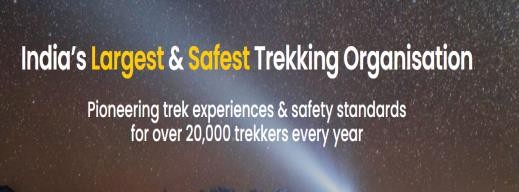 India's Largest & Safest Trekking Organisation
Pioneering trek experiences & safety standards
for over 20,000 trekkers every year